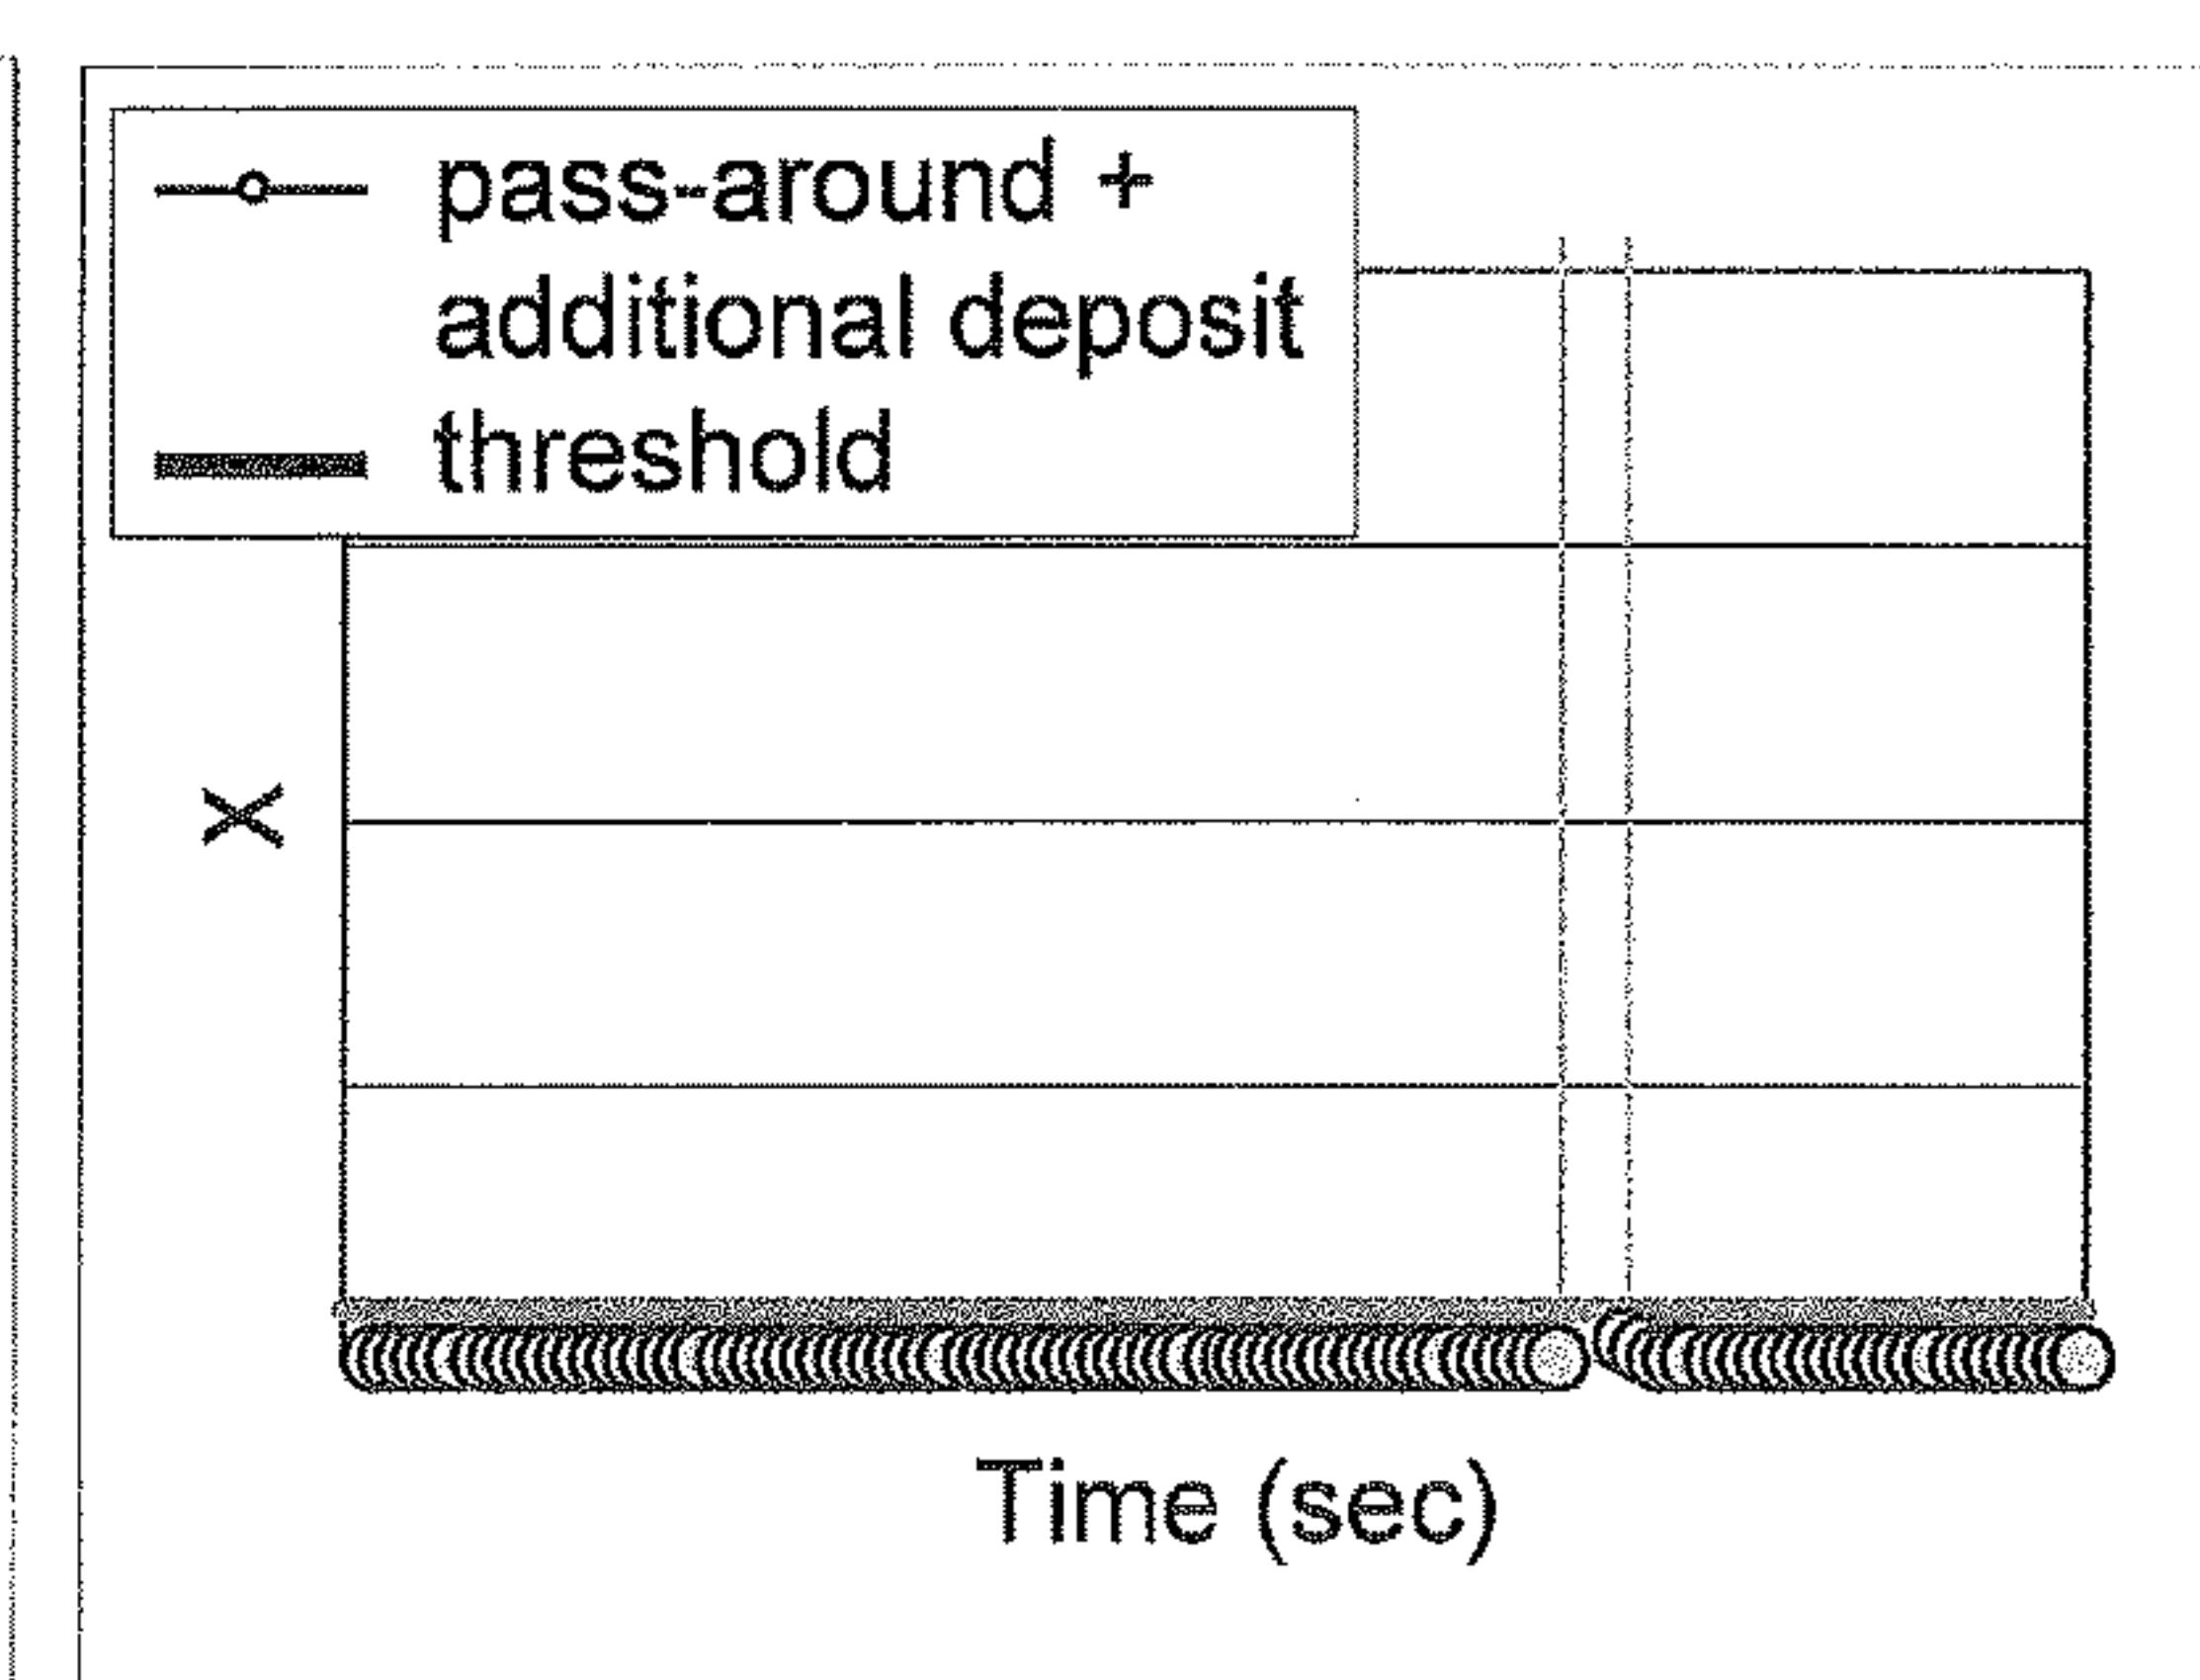 pass-around +
additional deposit
threshold
X
Time (sec)